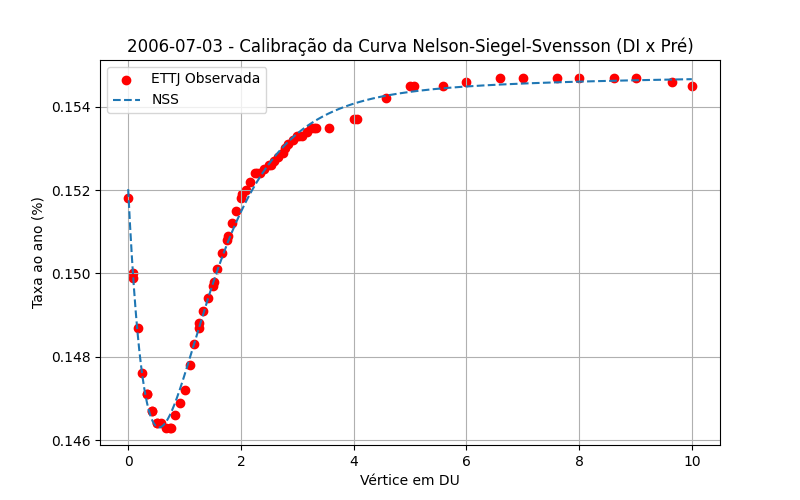 2006-07-03 - Calibração da Curva Nelson-Siegel-Svensson (DI x Pré)
ETTJ Observada
NSS
Taxa ao ano (%)
0.154
0.152
0.150
0.148
0.146
0 2 4 6 8 10
Vértice em DU